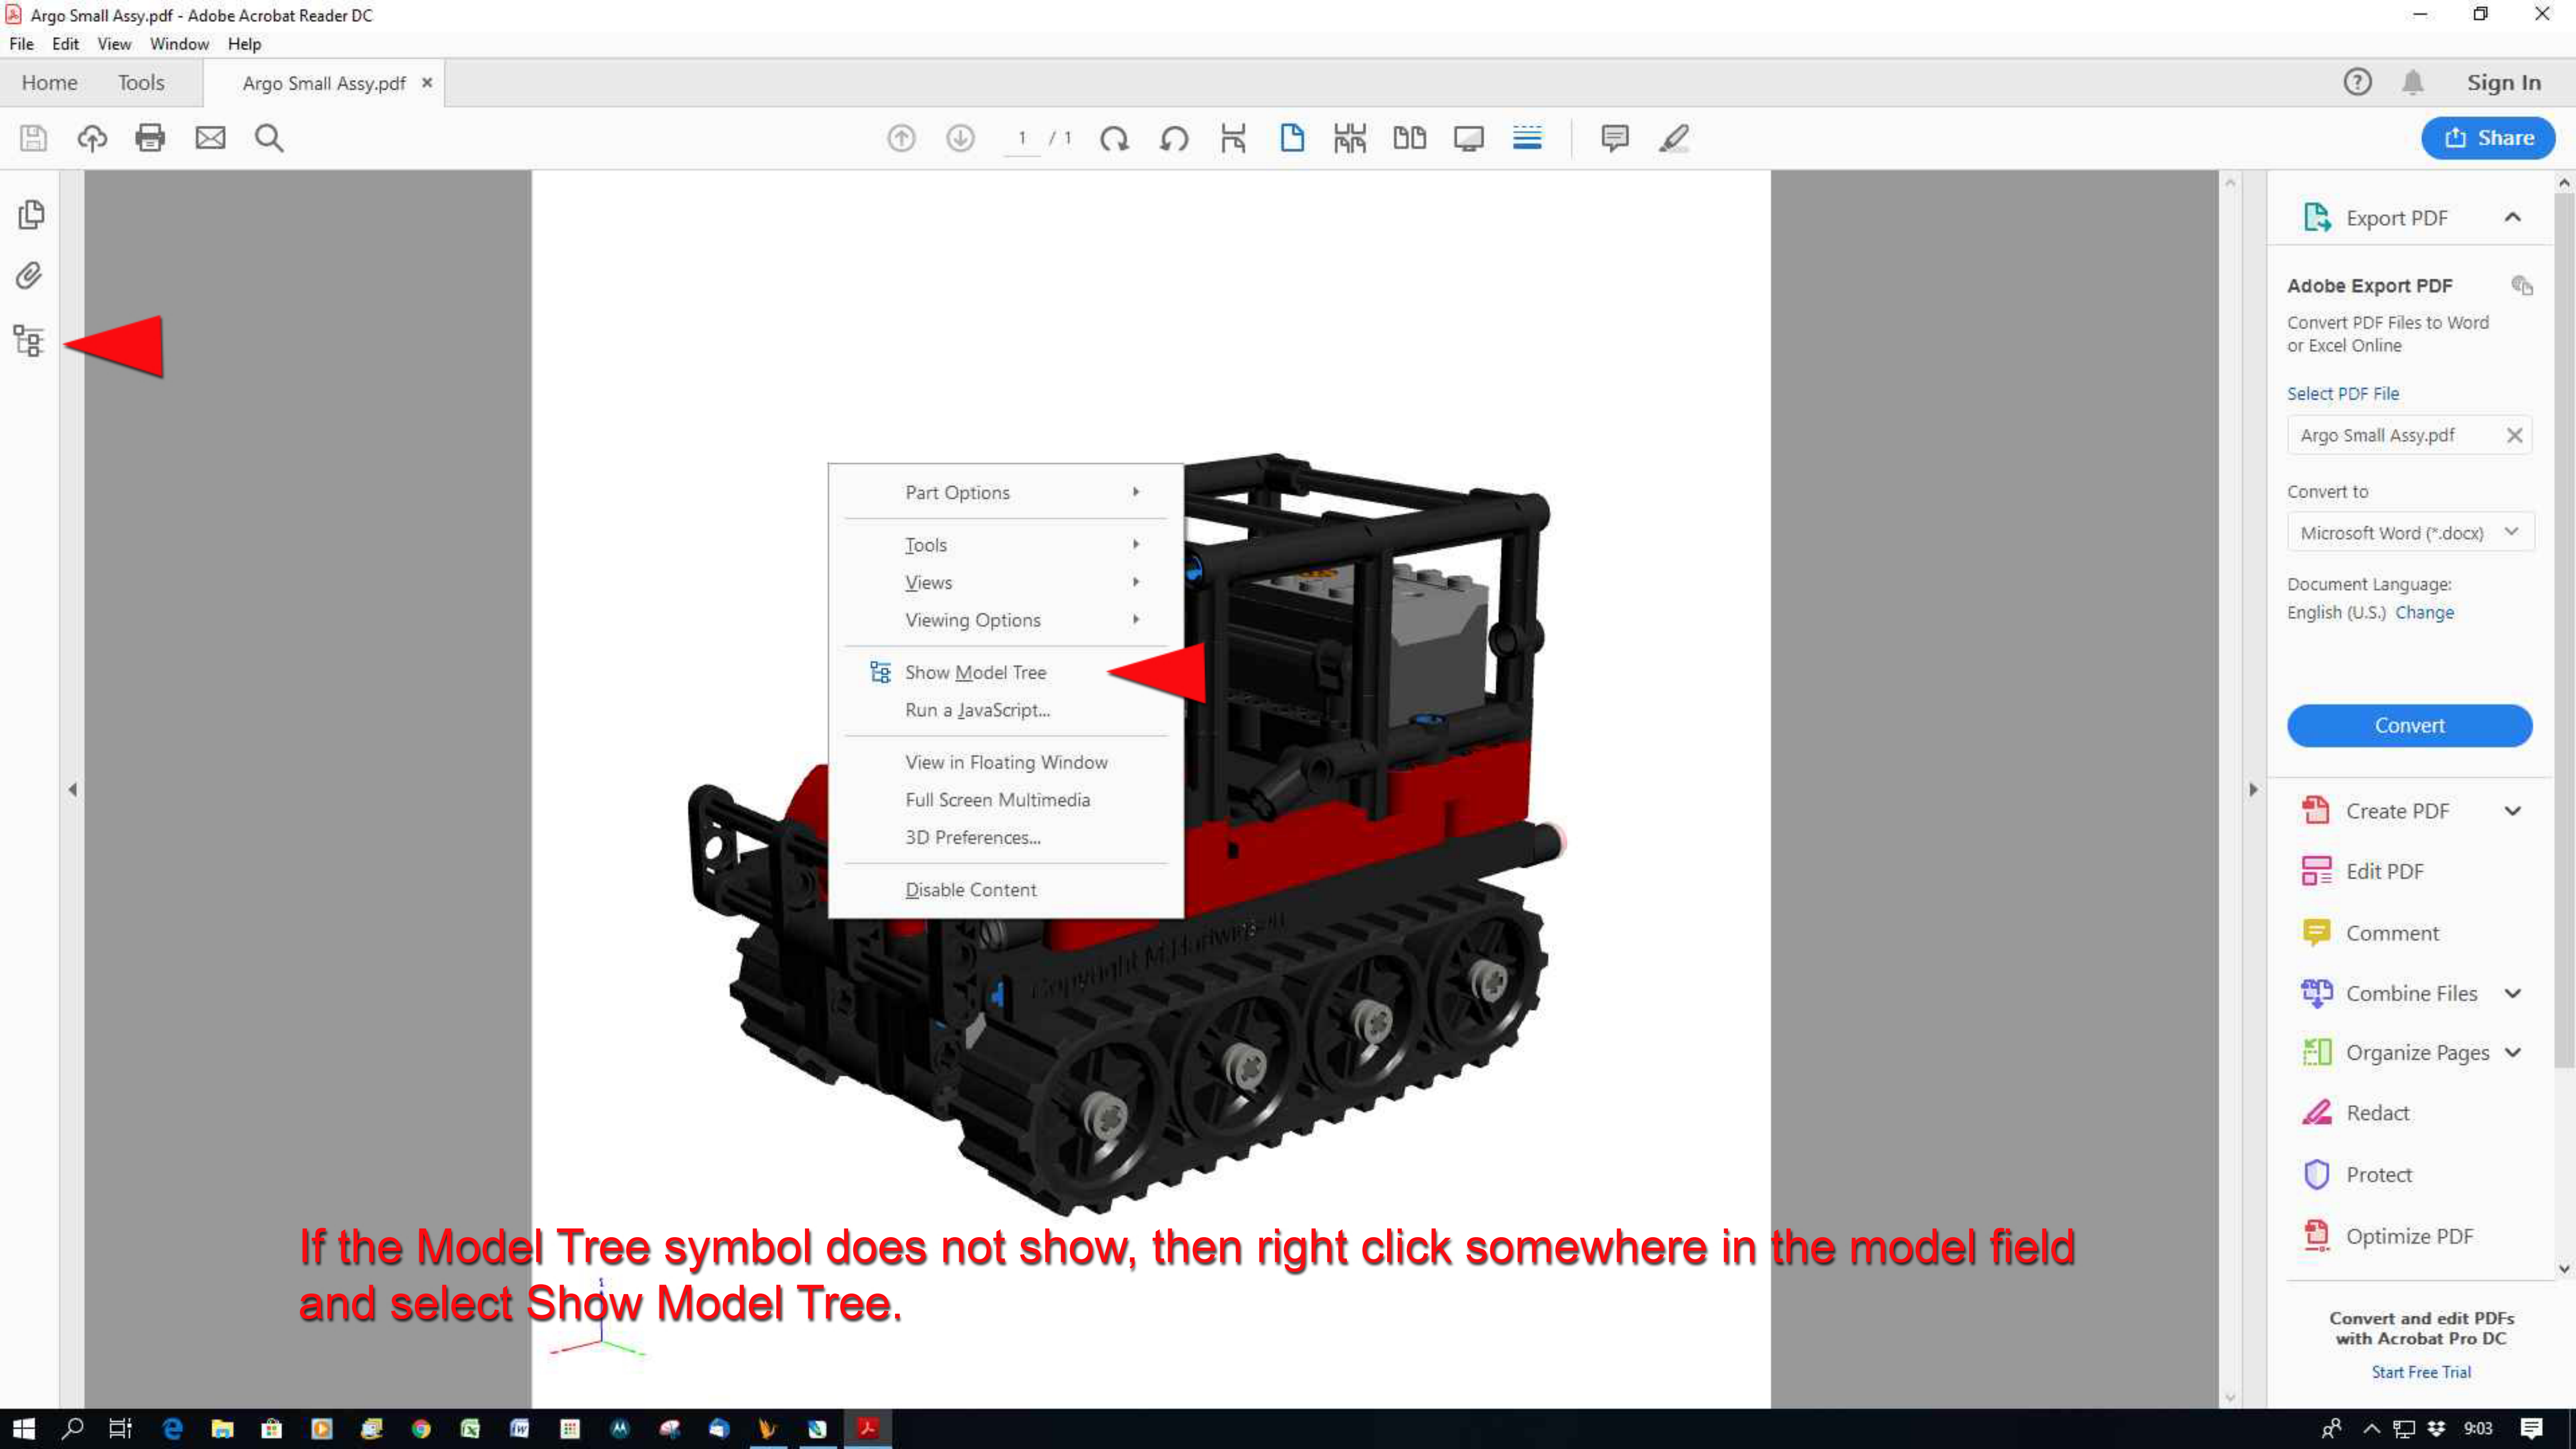 Argo Small Assy.pdf - Adobe Acrobat Reader DC
File Edit View Window Help
Home Tools Argo Small Assy.pdf × Sign In
1 / 1 Share
Export PDF
Adobe Export PDF
Convert PDF Files to Word
or Excel Online
Select PDF File
Argo Small Assy.pdf
Convert to
Microsoft Word (*.docx)
Document Language:
English (U.S.) Change
Convert
Create PDF
Edit PDF
Comment
Combine Files
Organize Pages
Redact
Protect
Optimize PDF
Convert and edit PDFs
with Acrobat Pro DC
Start Free Trial
Part Options
Tools
Views
Viewing Options
Show Model Tree
Run a JavaScript...
View in Floating Window
Full Screen Multimedia
3D Preferences...
Disable Content
Copyright
If the Model Tree symbol does not show, then right click somewhere in the model field
and select Show Model Tree.
9:03